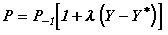 P = P₋₁[1 + λ (Y − Y*)]